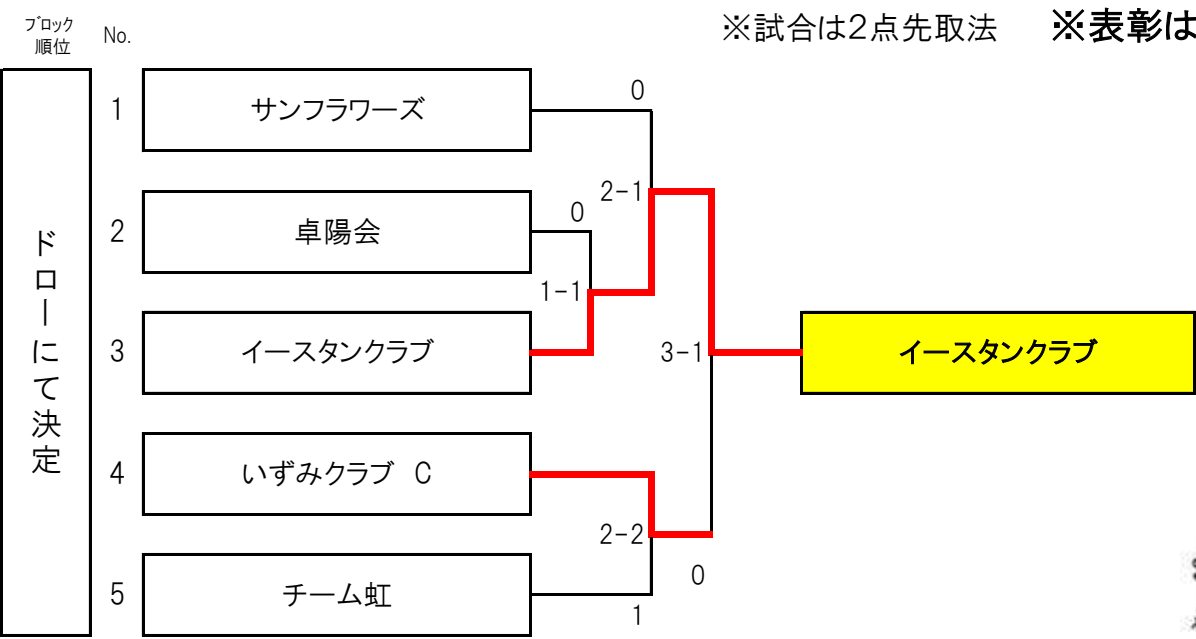 ブロック
順位
No.
※試合は2点先取法
※表彰は
ドローにて決定
1
サンフラワーズ
0
2
卓陽会
0
2-1
1-1
3
イースタンクラブ
3-1
イースタンクラブ
4
いずみクラブ C
2-2
0
5
チーム虹
1